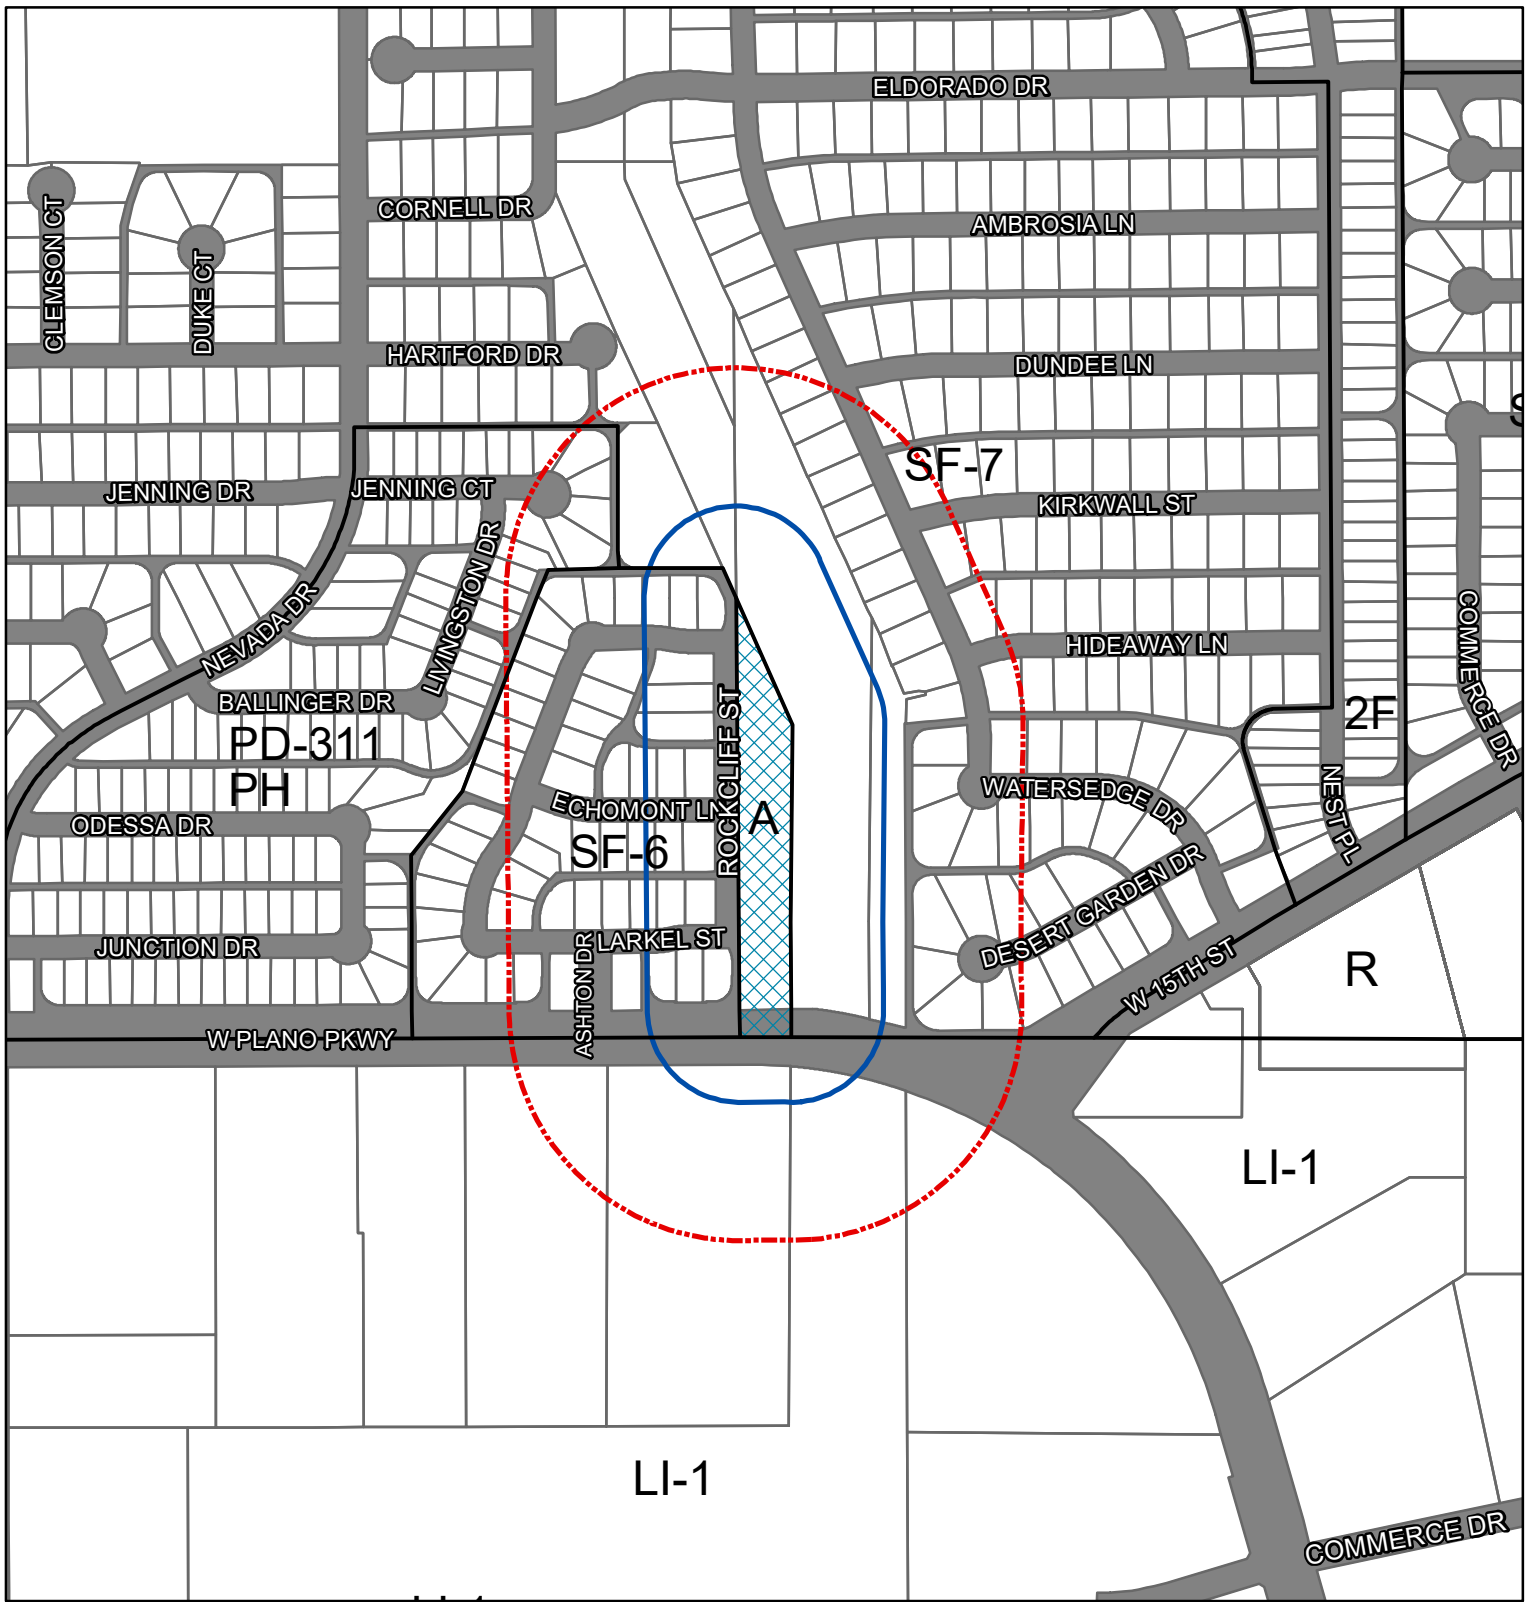 ELDORADO DR
CORNELL DR
AMBROSIA LN
CLEMSON CT
DUKE CT
HARTFORD DR
DUNDEE LN
SF-7
JENNING DR
JENNING CT
KIRKWALL ST
LIVINGSTON DR
NEVADA DR
HIDEAWAY LN
COMMERCE DR
BALLINGER DR
PD-311
PH
ROCKCLIFF ST
2F
WATERSEDGE DR
NEST PL
ECHOMONT LN
A
ODESSA DR
SF-6
DESERT GARDEN DR
JUNCTION DR
LARKEL ST
ASHTON DR
W 15TH ST
R
W PLANO PKWY
LI-1
LI-1
COMMERCE DR